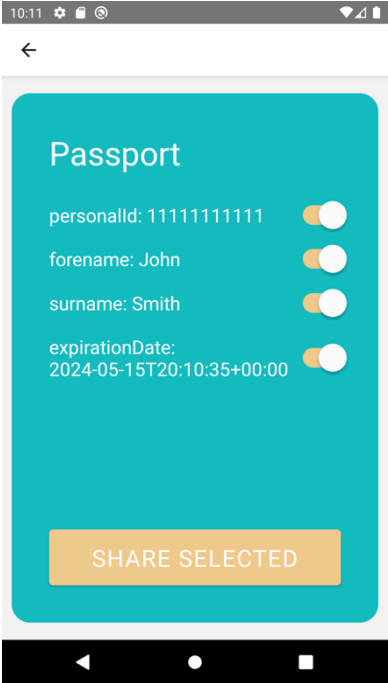 10:11
Passport
personalId: 11111111111
forename: John
surname: Smith
expirationDate:
2024-05-15T20:10:35+00:00
SHARE SELECTED